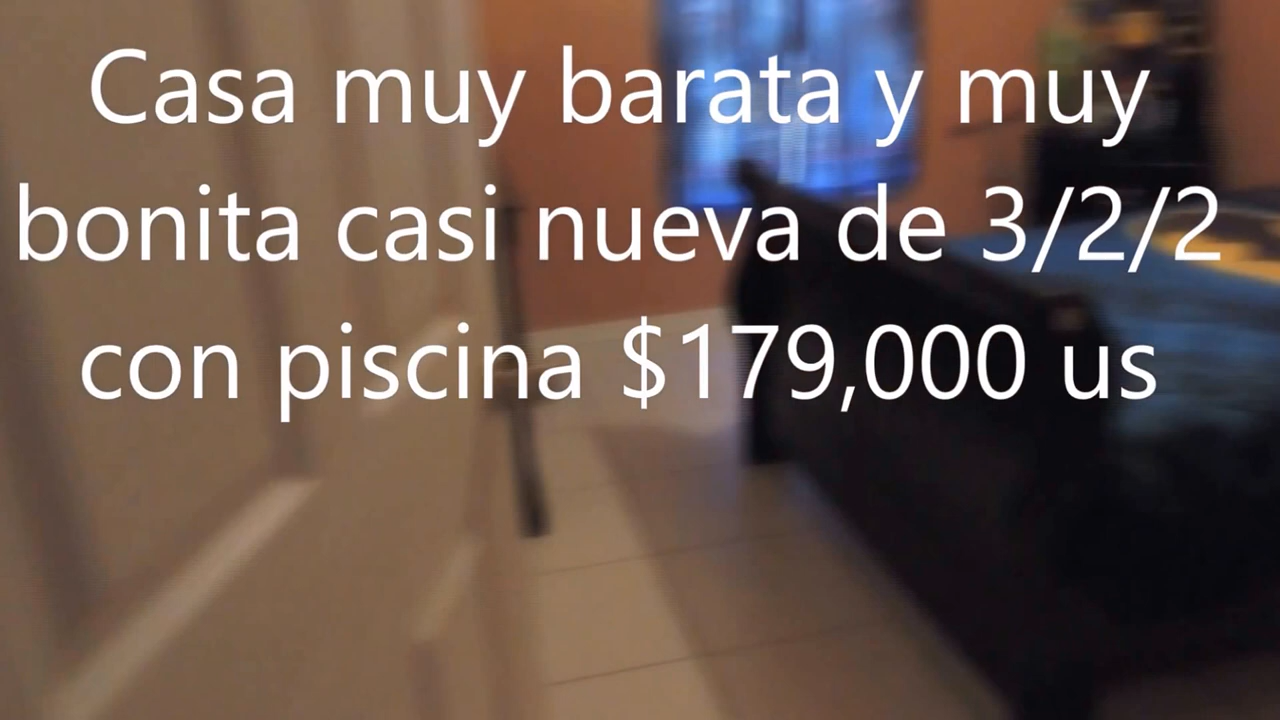 Casa muy barata y muy
bonita casi nueva de 3/2/2
con piscina $179,000 us